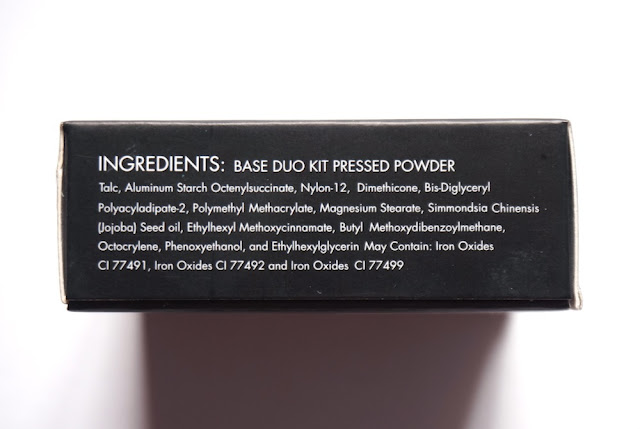 INGREDIENTS: BASE DUO KIT PRESSED POWDER
Talc, Aluminum Starch Octenylsuccinate, Nylon-12, Dimethicone, Bis-Diglyceryl
Polyacyladipate-2, Polymethyl Methacrylate, Magnesium Stearate, Simmondsia Chinensis
(Jojoba) Seed oil, Ethylhexyl Methoxycinnamate, Butyl Methoxydibenzoylmethane,
Octocrylene, Phenoxyethanol, and Ethylhexylglycerin May Contain: Iron Oxides
CI 77491, Iron Oxides CI 77492 and Iron Oxides CI 77499